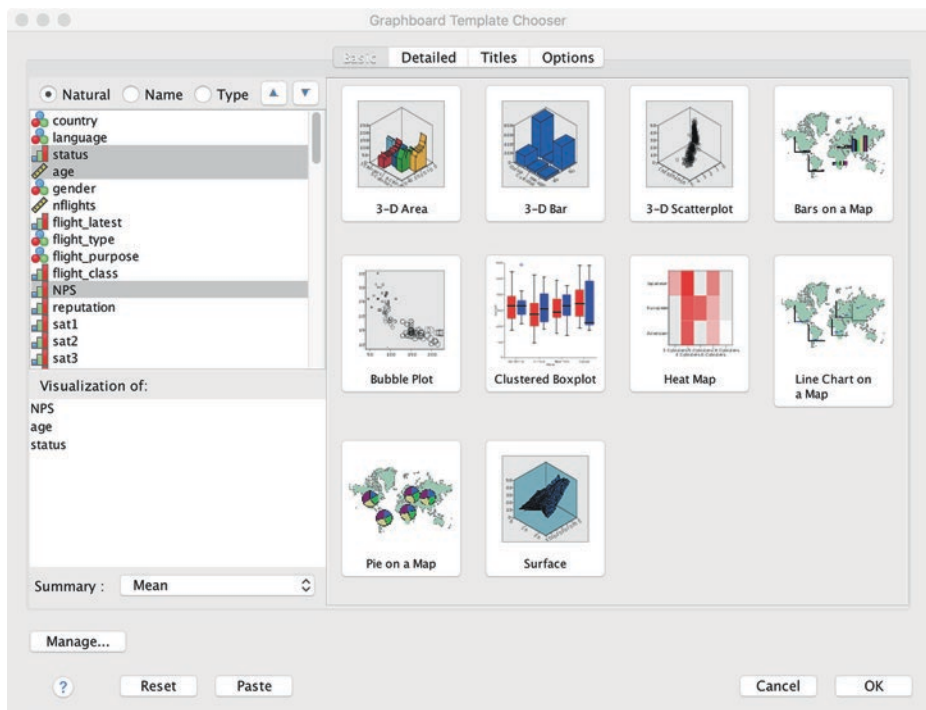 Graphboard Template Chooser
Basic Detailed Titles Options
Natural Name Type
country
language
status
age
gender
nflights
flight_latest
flight_type
flight_purpose
flight_class
NPS
reputation
sat1
sat2
sat3
Visualization of:
NPS
age
status
Summary : Mean
3-D Area
3-D Bar
3-D Scatterplot
Bars on a Map
Bubble Plot
Clustered Boxplot
Heat Map
Line Chart on
a Map
Pie on a Map
Surface
Manage...
? Reset Paste Cancel OK